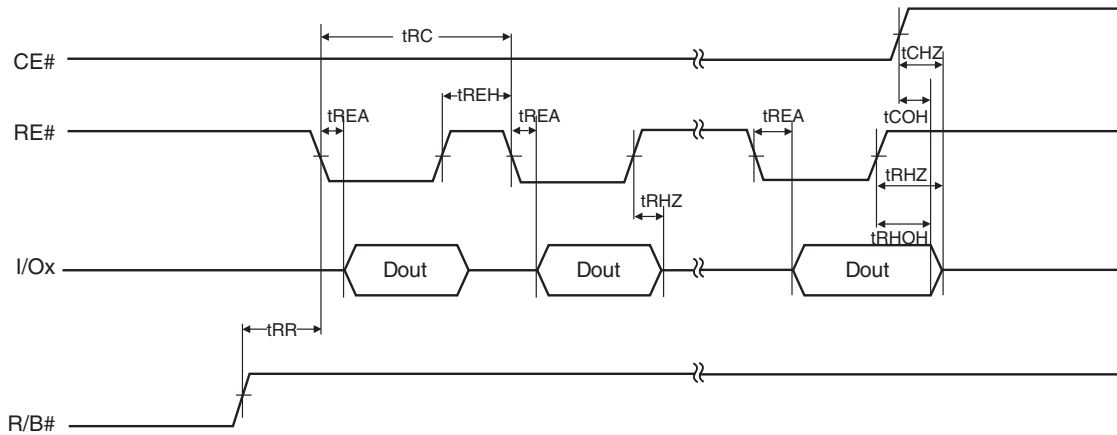 tRC
tCHZ
CE#
tREH
tREA
tREA
tREA
tCOH
RE#
tRHZ
tRHZ
tRHOH
I/Ox
Dout
Dout
Dout
tRR
R/B#